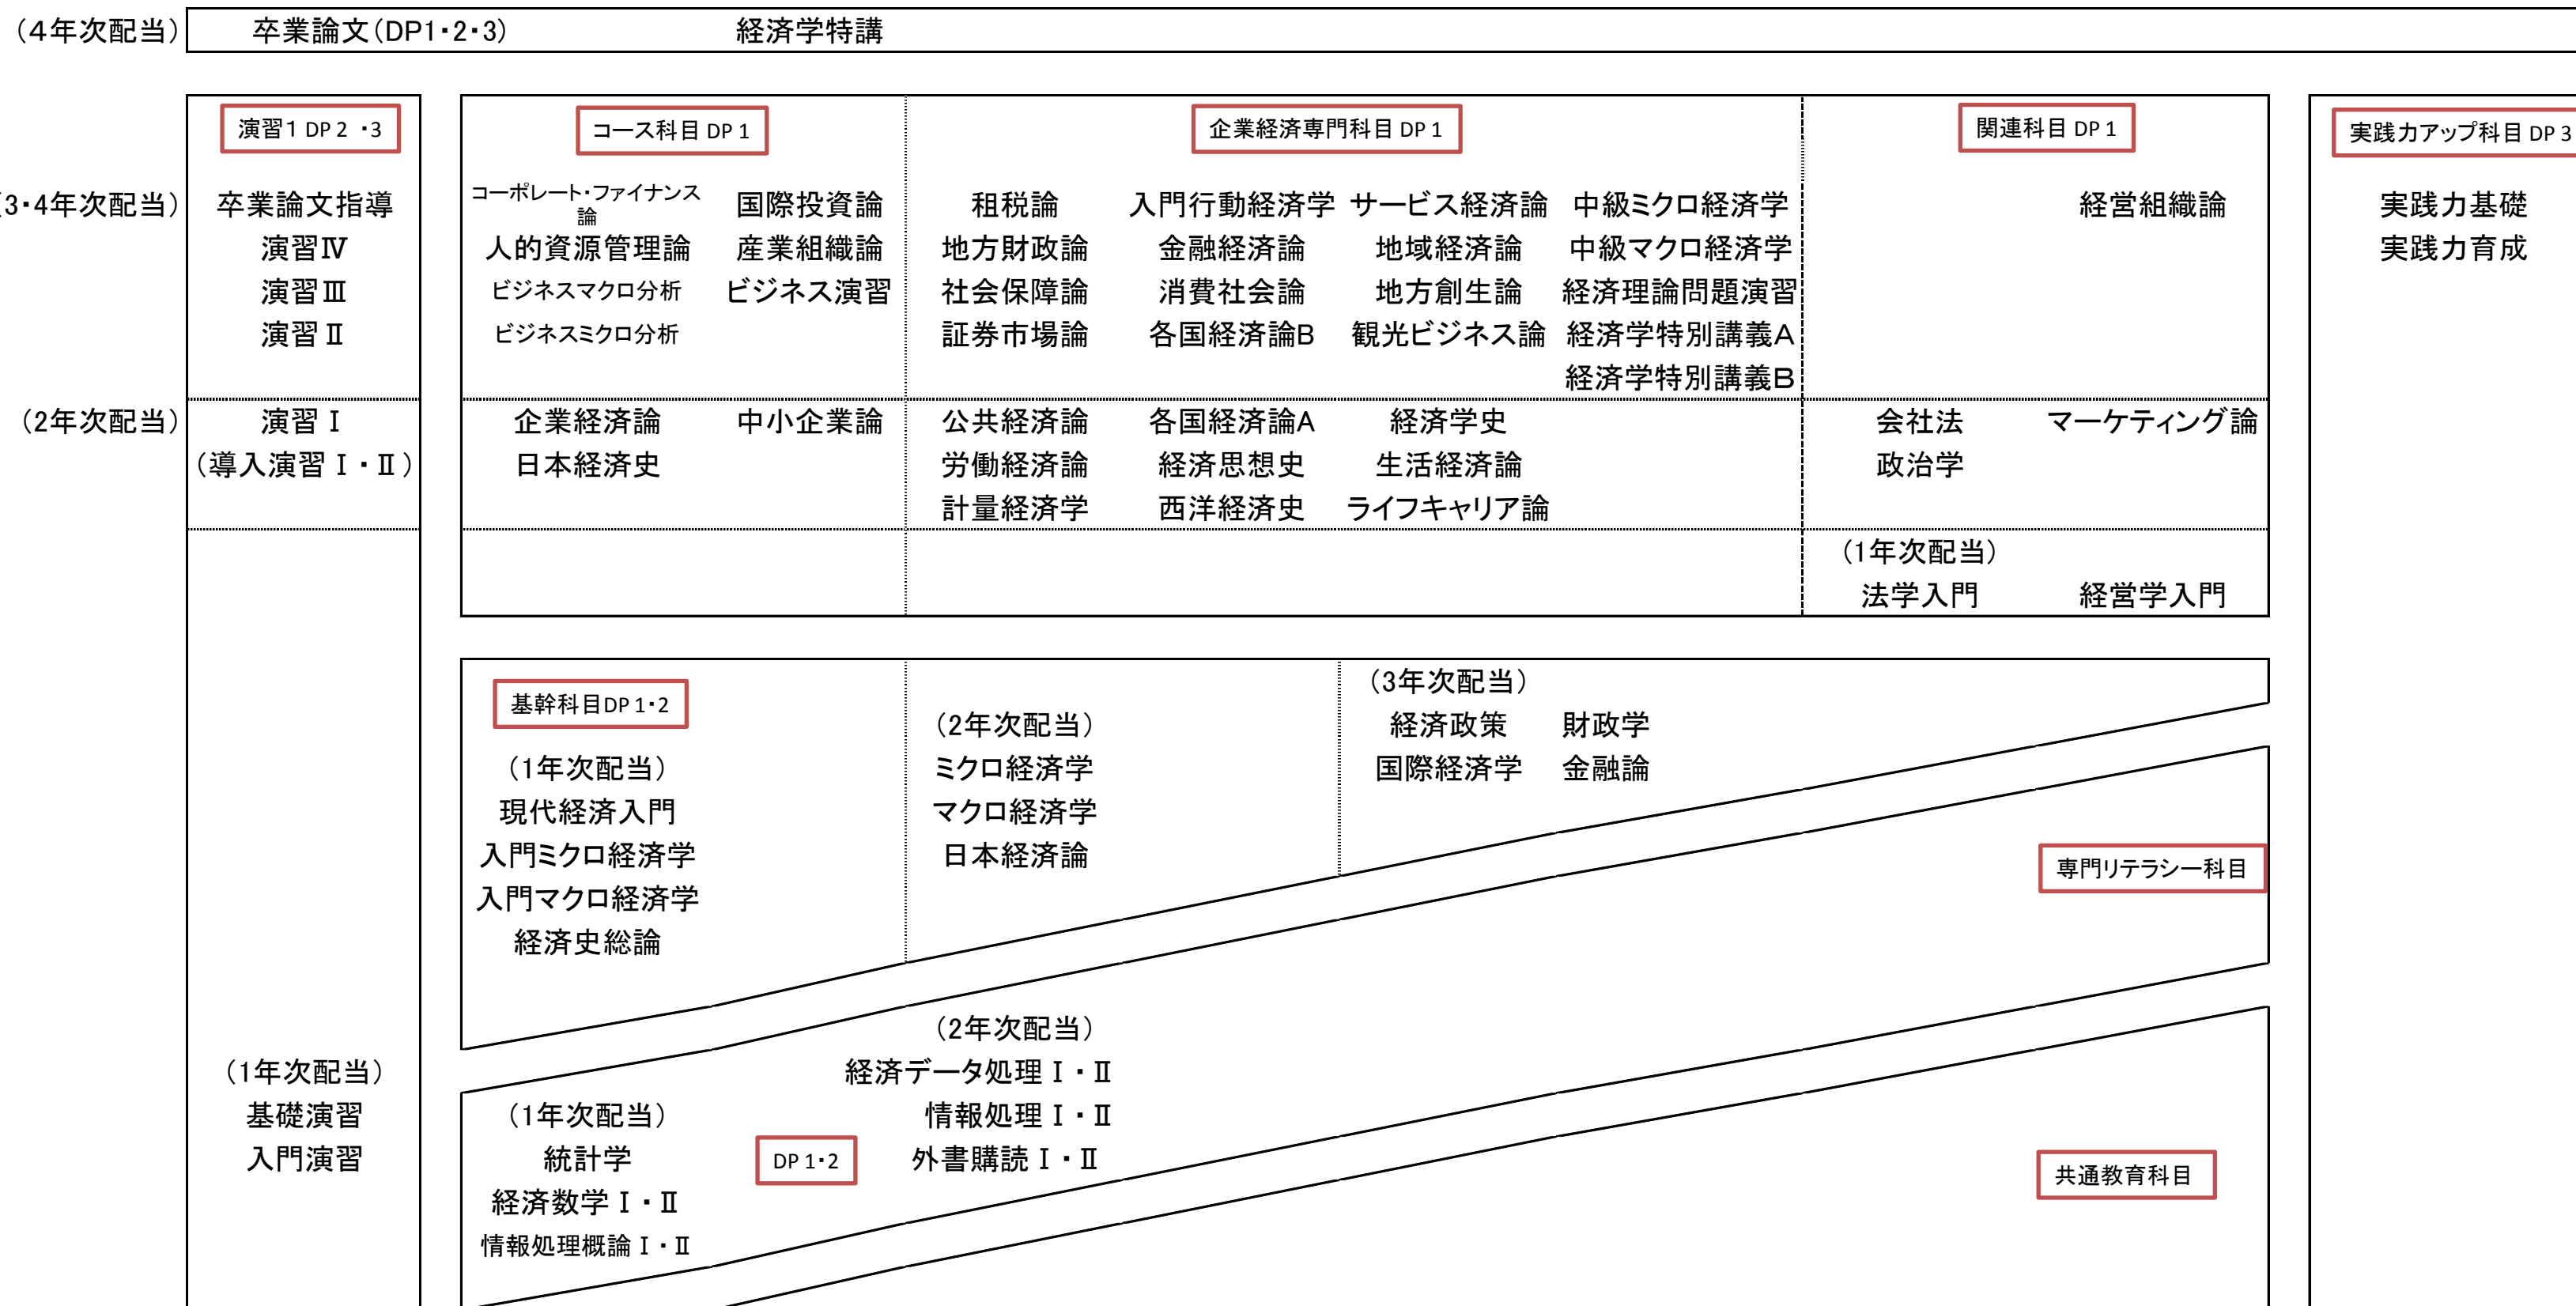 (4年次配当) 卒業論文(DP1・2・3) 経済学特講
演習1 DP 2 ・3 コース科目 DP 1 企業経済専門科目 DP 1 関連科目 DP 1 実践力アップ科目 DP 3
3・4年次配当) 卒業論文指導 コーポレート・ファイナンス論 国際投資論 租税論 入門行動経済学 サービス経済論 中級ミクロ経済学 経営組織論 実践力基礎
演習Ⅳ 人的資源管理論 産業組織論 地方財政論 金融経済論 地域経済論 中級マクロ経済学 実践力育成
演習Ⅲ ビジネスマクロ分析 ビジネス演習 社会保障論 消費社会論 地方創生論 経済理論問題演習
演習Ⅱ ビジネスミクロ分析 証券市場論 各国経済論B 観光ビジネス論 経済学特別講義A
経済学特別講義B
(2年次配当) 演習Ⅰ 企業経済論 中小企業論 公共経済論 各国経済論A 経済学史 会社法 マーケティング論
(導入演習Ⅰ・Ⅱ) 日本経済史 労働経済論 経済思想史 生活経済論 政治学
計量経済学 西洋経済史 ライフキャリア論
(1年次配当)
法学入門 経営学入門
基幹科目DP 1・2
(1年次配当)
現代経済入門
入門ミクロ経済学
入門マクロ経済学
経済史総論
(2年次配当)
ミクロ経済学
マクロ経済学
日本経済論
(3年次配当)
経済政策 財政学
国際経済学 金融論
専門リテラシー科目
(1年次配当)
基礎演習
入門演習
(1年次配当)
統計学
経済数学Ⅰ・Ⅱ
情報処理概論Ⅰ・Ⅱ
DP 1・2
(2年次配当)
経済データ処理Ⅰ・Ⅱ
情報処理Ⅰ・Ⅱ
外書購読Ⅰ・Ⅱ
共通教育科目